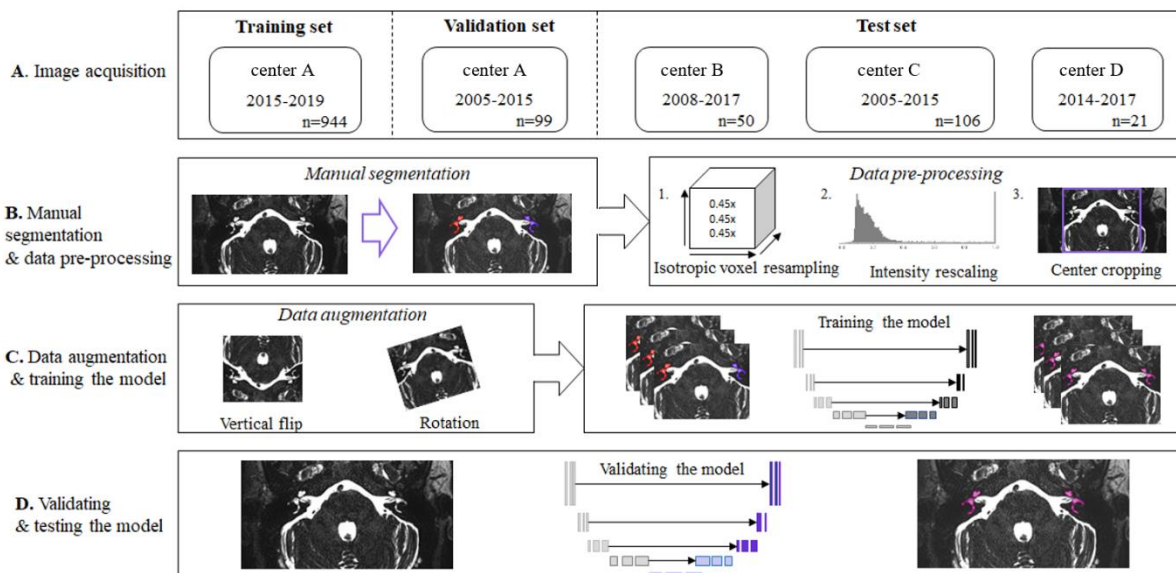 Training set
Validation set
Test set
A. Image acquisition
center A
2015-2019
n=944
center A
2005-2015
n=99
center B
2008-2017
n=50
center C
2005-2015
n=106
center D
2014-2017
n=21
B. Manual
segmentation
& data pre-processing
Manual segmentation
Data pre-processing
1.
0.45x
0.45x
0.45x
Isotropic voxel resampling
2.
Intensity rescaling
3.
Center cropping
C. Data augmentation
& training the model
Data augmentation
Vertical flip
Rotation
Training the model
D. Validating
& testing the model
Validating the model